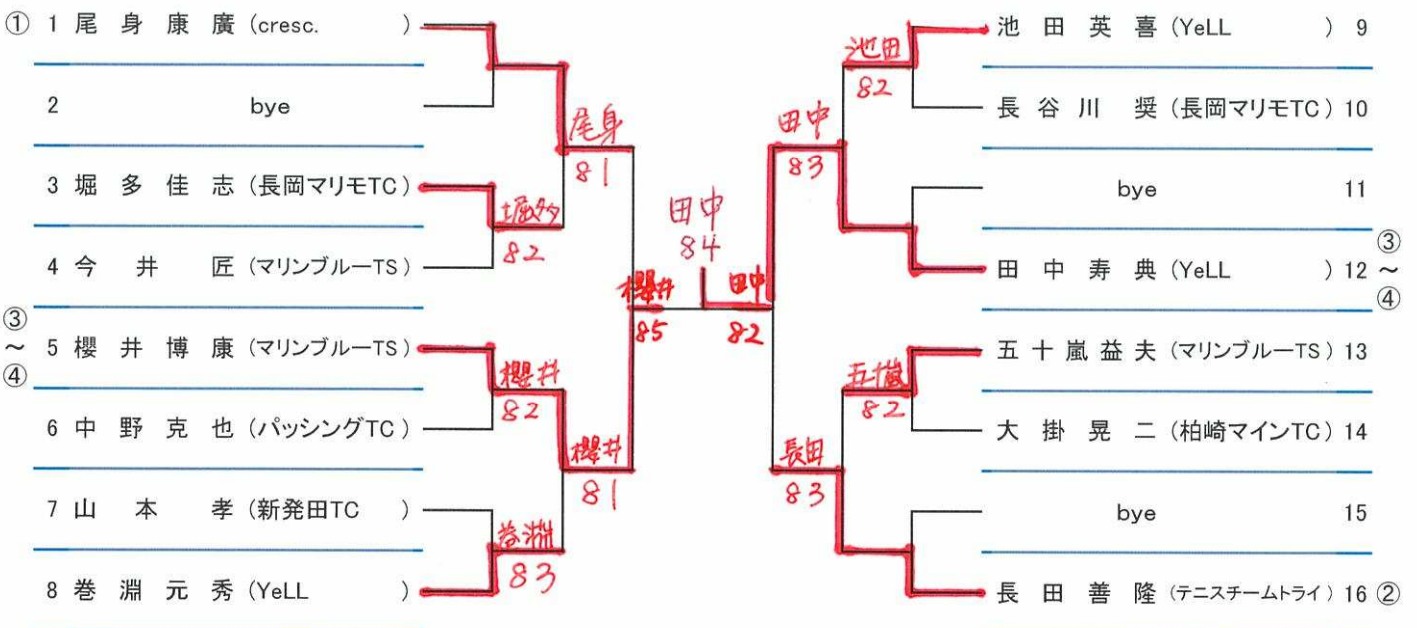 ① 1 尾身康廣 (cresc. )
2 bye
3 堀多佳志 (長岡マリモTC)
4 今井匠 (マリンブルーTS)
③～④
5 櫻井博康 (マリンブルーTS)
6 中野克也 (パッシングTC)
7 山本孝 (新発田TC )
8 巻淵元秀 (YeLL )
尾身
81
堀多
82
櫻井
82
櫻井
81
巻淵
83
櫻井
85
田中
84
田中
82
池田
82
田中
83
五十嵐
82
長田
83
池田英喜 (YeLL ) 9
長谷川奨 (長岡マリモTC) 10
bye 11
田中寿典 (YeLL ) 12
③～④
五十嵐益夫 (マリンブルーTS) 13
大掛晃二 (柏崎マインTC) 14
bye 15
長田善隆 (テニスチームトライ) 16 ②